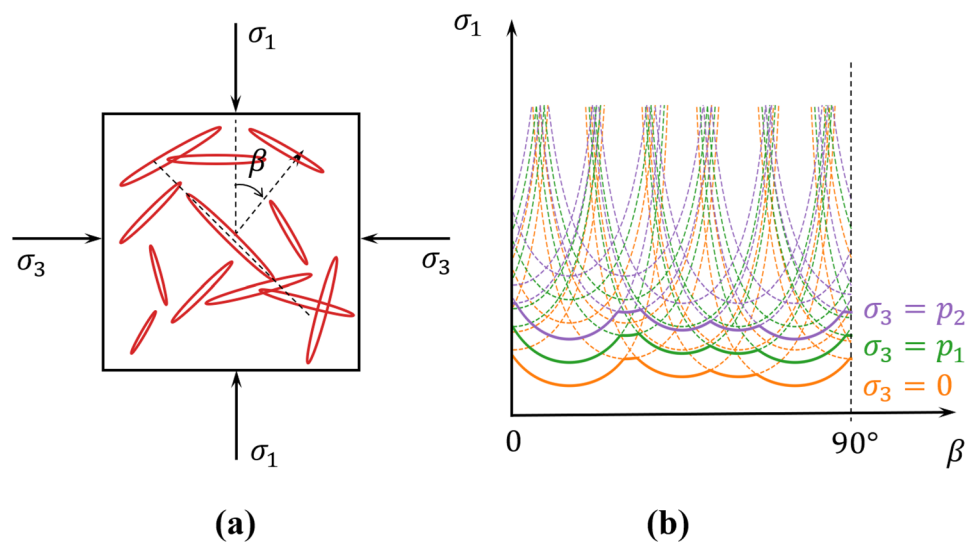 σ₁
β
σ₃
σ₃
σ₁
(a)
σ₁
σ₃ = p₂
σ₃ = p₁
σ₃ = 0
0
90°
β
(b)